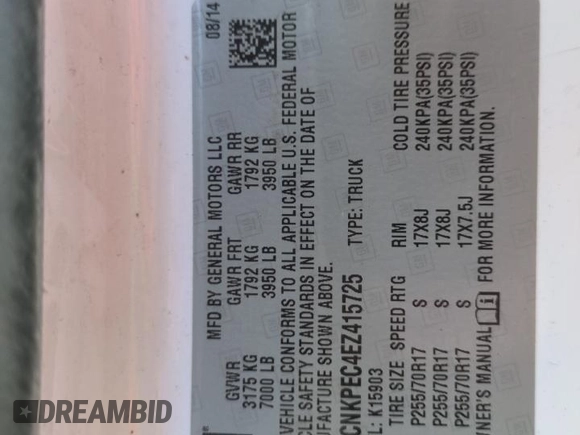 MFD BY GENERAL MOTORS LLC 08/14
GVWR GAWR FRT GAWR RR
3175 KG 1792 KG 1792 KG
7000 LB 3950 LB 3950 LB
VEHICLE CONFORMS TO ALL APPLICABLE U.S. FEDERAL MOTOR
CLE SAFETY STANDARDS IN EFFECT ON THE DATE OF
UFACTURE SHOWN ABOVE.
CNKPEC4EZ415725 TYPE: TRUCK
L: K15903
TIRE SIZE SPEED RTG RIM COLD TIRE PRESSURE
P255/70R17 S 17X8J 240KPA(35PSI)
P255/70R17 S 17X8J 240KPA(35PSI)
P255/70R17 S 17X7.5J 240KPA(35PSI)
NER'S MANUAL FOR MORE INFORMATION.
DREAMBID